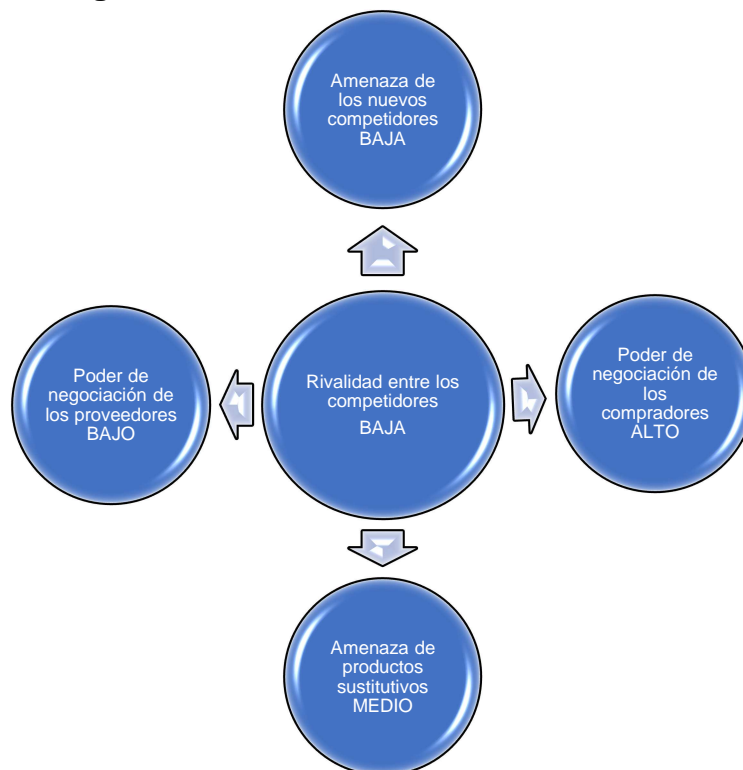 Amenaza de
los nuevos
competidores
BAJA
Poder de
negociación de
los proveedores
BAJO
Rivalidad entre los
competidores
BAJA
Poder de
negociación de
los
compradores
ALTO
Amenaza de
productos
sustitutivos
MEDIO